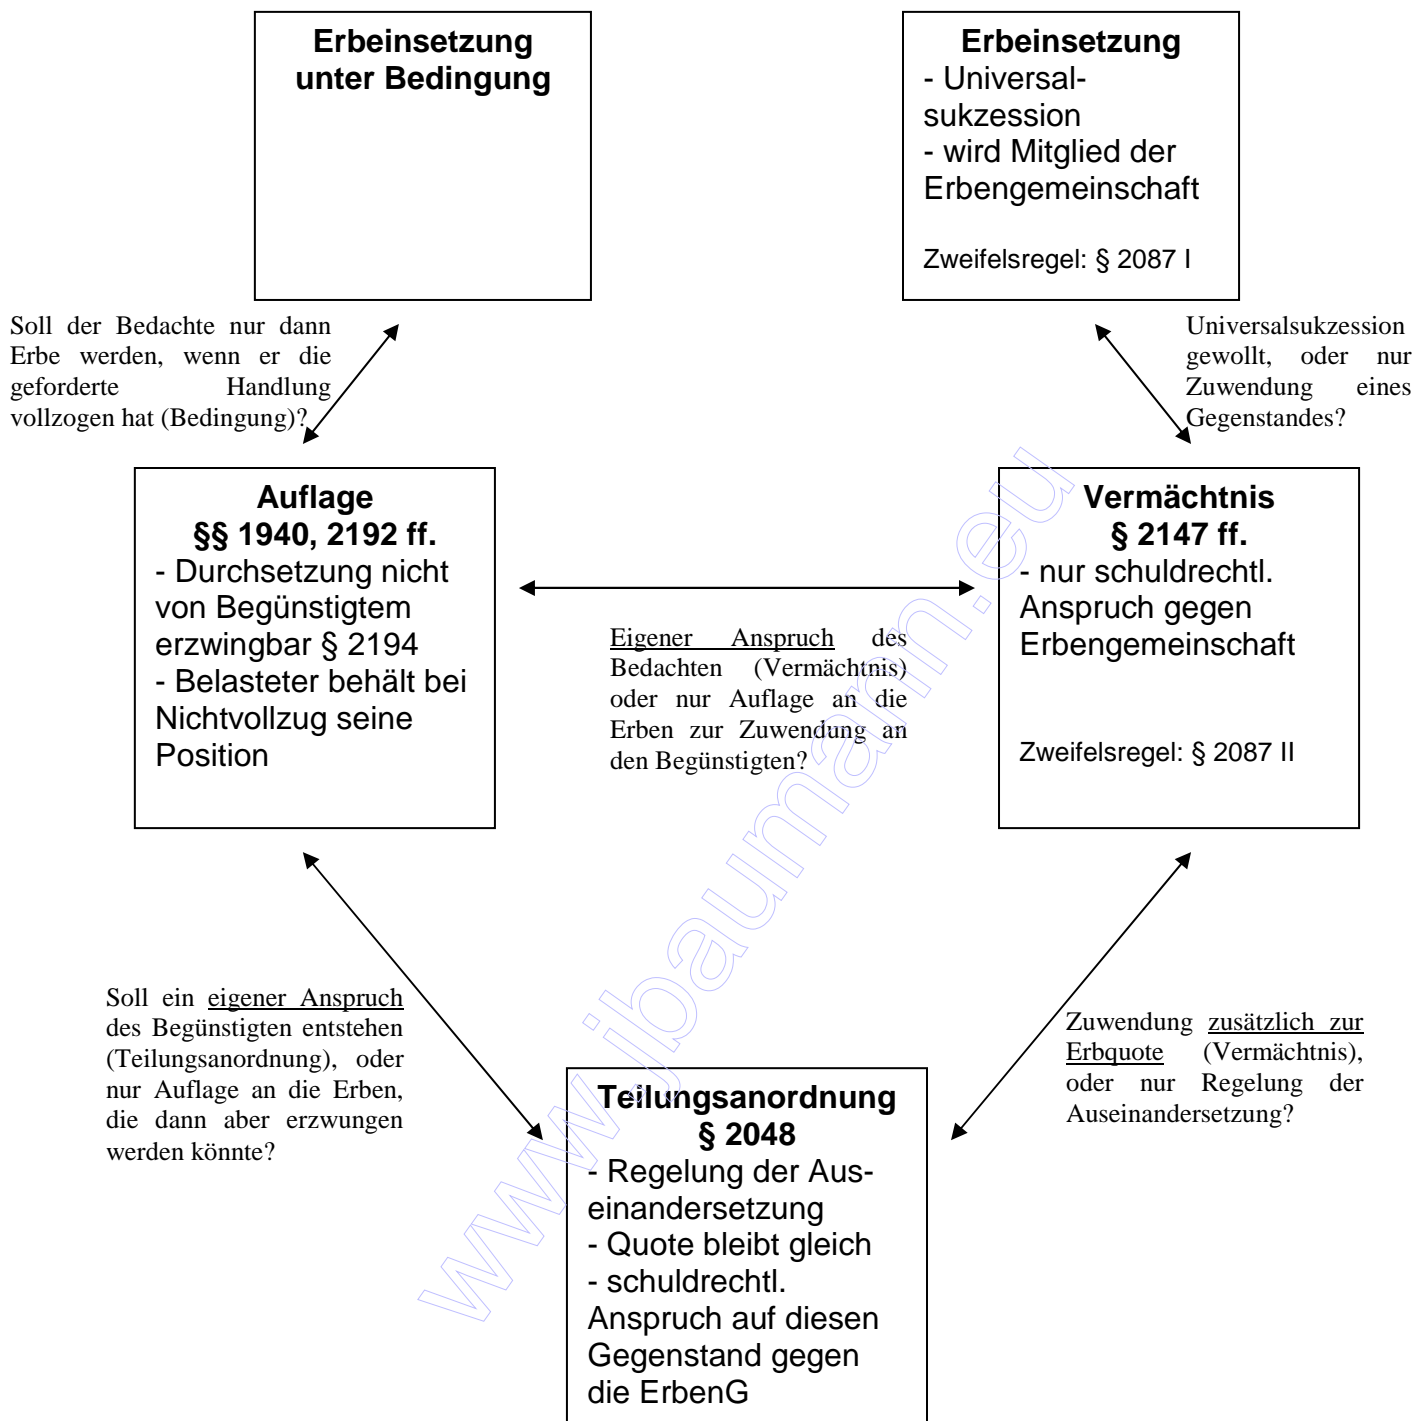 Erbeinsetzung
unter Bedingung
Erbeinsetzung
- Universal-
sukzession
- wird Mitglied der
Erbengemeinschaft
Zweifelsregel: § 2087 I
Soll der Bedachte nur dann
Erbe werden, wenn er die
geforderte Handlung
vollzogen hat (Bedingung)?
Universalsukzession
gewollt, oder nur
Zuwendung eines
Gegenstandes?
Auflage
§§ 1940, 2192 ff.
- Durchsetzung nicht
von Begünstigtem
erzwingbar § 2194
- Belasteter behält bei
Nichtvollzug seine
Position
Eigener Anspruch des
Bedachten (Vermächtnis)
oder nur Auflage an die
Erben zur Zuwendung an
den Begünstigten?
Vermächtnis
§ 2147 ff.
- nur schuldrechtl.
Anspruch gegen
Erbengemeinschaft
Zweifelsregel: § 2087 II
Soll ein eigener Anspruch
des Begünstigten entstehen
(Teilungsanordnung), oder
nur Auflage an die Erben,
die dann aber erzwungen
werden könnte?
Zuwendung zusätzlich zur
Erbquote (Vermächtnis),
oder nur Regelung der
Auseinandersetzung?
Teilungsanordnung
§ 2048
- Regelung der Aus-
einandersetzung
- Quote bleibt gleich
- schuldrechtl.
Anspruch auf diesen
Gegenstand gegen
die ErbenG
www.jbaumann.eu